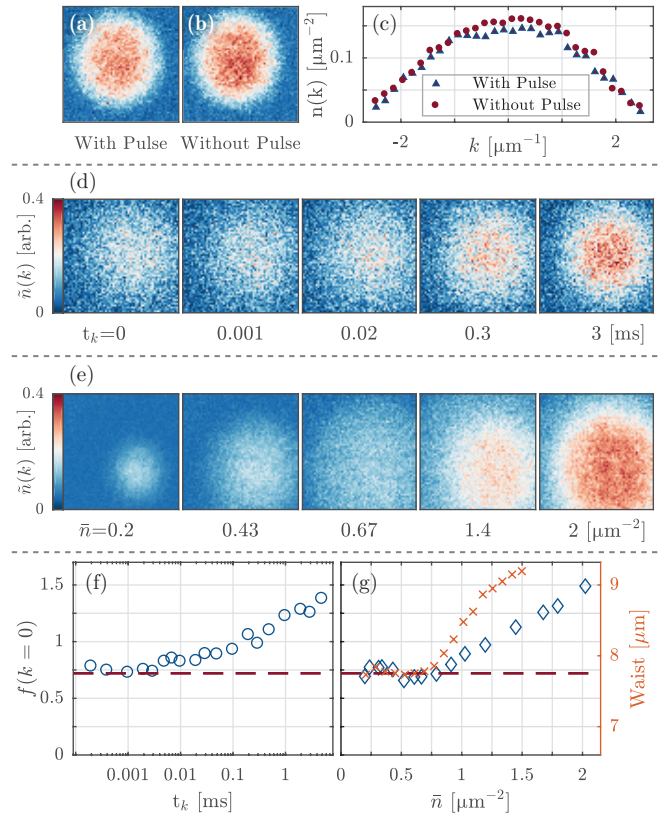 (a)
(b)
With Pulse
Without Pulse
(c)
n(k) [μm⁻²]
0.1
0
With Pulse
Without Pulse
-2
0
2
k [μm⁻¹]
(d)
0.4
0
ñ(k) [arb.]
tₖ=0
0.001
0.02
0.3
3 [ms]
(e)
0.4
0
ñ(k) [arb.]
n̄=0.2
0.43
0.67
1.4
2 [μm⁻²]
(f)
f(k = 0)
1.5
1
0.5
0
0.001
0.01
0.1
1
tₖ [ms]
(g)
0
0.5
1
1.5
2
n̄ [μm⁻²]
9
8
7
Waist [μm]